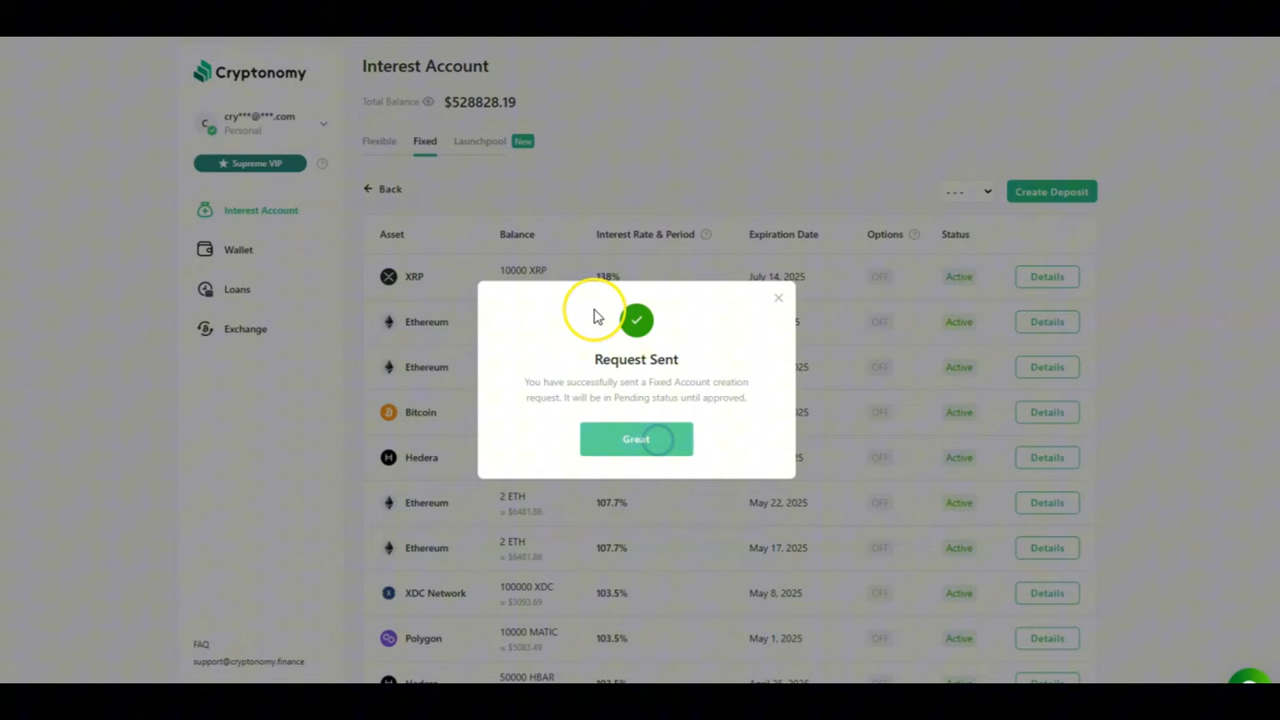 Cryptonomy
Interest Account
Total Balance $528828.19
C cry***@***.com
Personal
Flexible Fixed Launchpool New
★ Supreme VIP ?
Back
- - - Create Deposit
Interest Account
Wallet
Loans
Exchange
Asset Balance Interest Rate & Period ? Expiration Date Options ? Status
XRP 10000 XRP 138% July 14, 2025 OFF Active Details
Ethereum OFF Active Details
Ethereum OFF Active Details
Bitcoin OFF Active Details
Hedera OFF Active Details
Request Sent
You have successfully sent a Fixed Account creation
request. It will be in Pending status until approved.
Great
Ethereum 2 ETH 107.7% May 22, 2025 OFF Active Details
≈ $6481.86
Ethereum 2 ETH 107.7% May 17, 2025 OFF Active Details
≈ $6481.86
XDC Network 100000 XDC 103.5% May 8, 2025 OFF Active Details
≈ $3093.69
Polygon 10000 MATIC 103.5% May 1, 2025 OFF Active Details
≈ $5083.49
50000 HBAR
FAQ
support@cryptonomy.finance